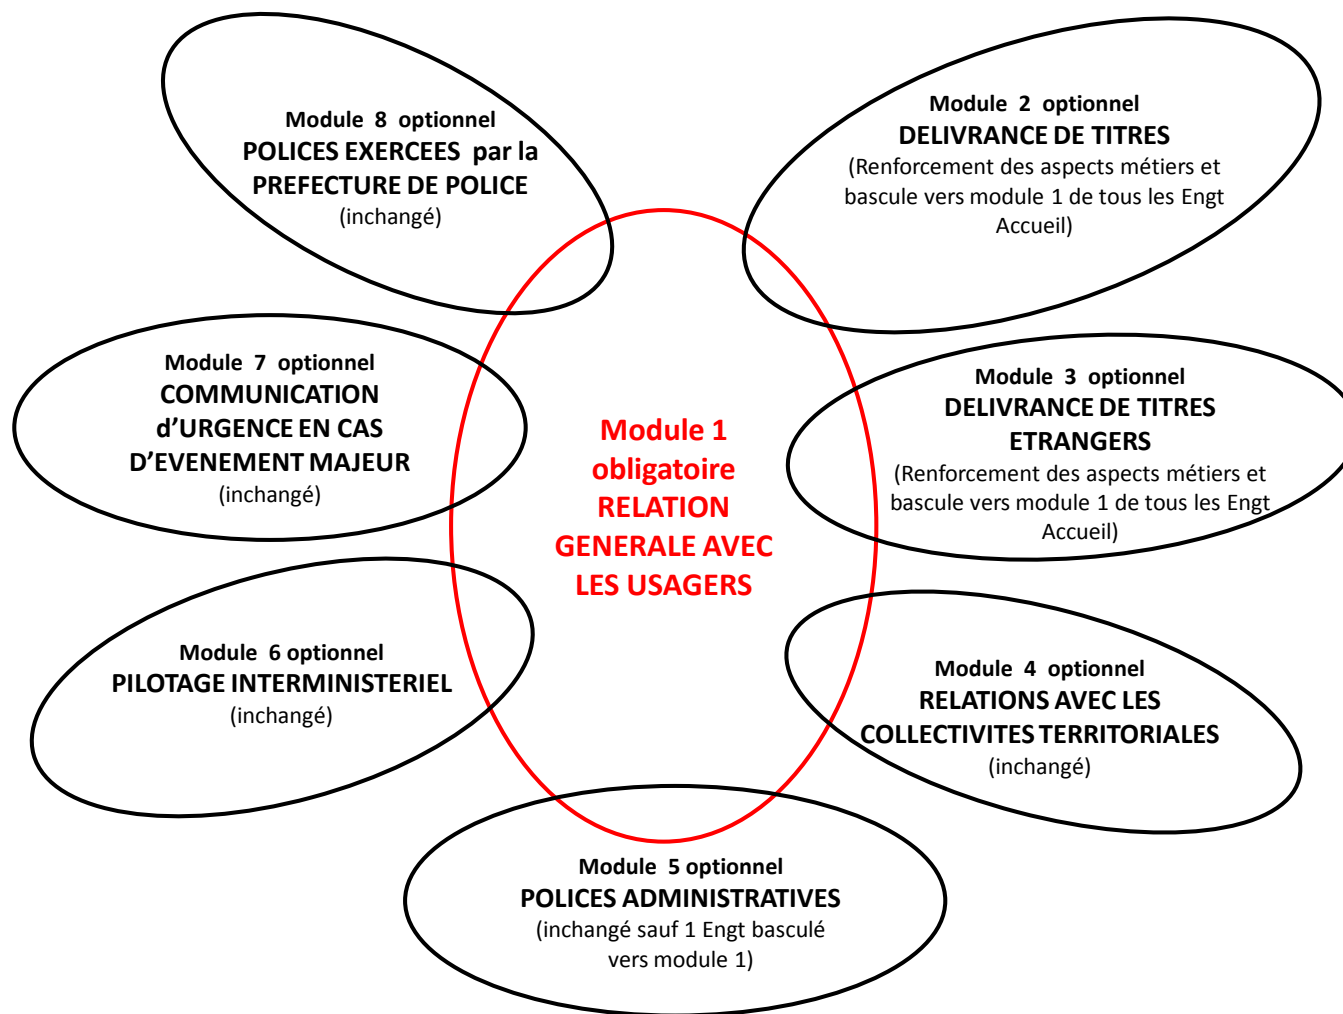 Module 8 optionnel
POLICES EXERCEES par la
PREFECTURE DE POLICE
(inchangé)
Module 2 optionnel
DELIVRANCE DE TITRES
(Renforcement des aspects métiers et
bascule vers module 1 de tous les Engt
Accueil)
Module 7 optionnel
COMMUNICATION
d'URGENCE EN CAS
D'EVENEMENT MAJEUR
(inchangé)
Module 1
obligatoire
RELATION
GENERALE AVEC
LES USAGERS
Module 3 optionnel
DELIVRANCE DE TITRES
ETRANGERS
(Renforcement des aspects métiers et
bascule vers module 1 de tous les Engt
Accueil)
Module 6 optionnel
PILOTAGE INTERMINISTERIEL
(inchangé)
Module 4 optionnel
RELATIONS AVEC LES
COLLECTIVITES TERRITORIALES
(inchangé)
Module 5 optionnel
POLICES ADMINISTRATIVES
(inchangé sauf 1 Engt basculé
vers module 1)